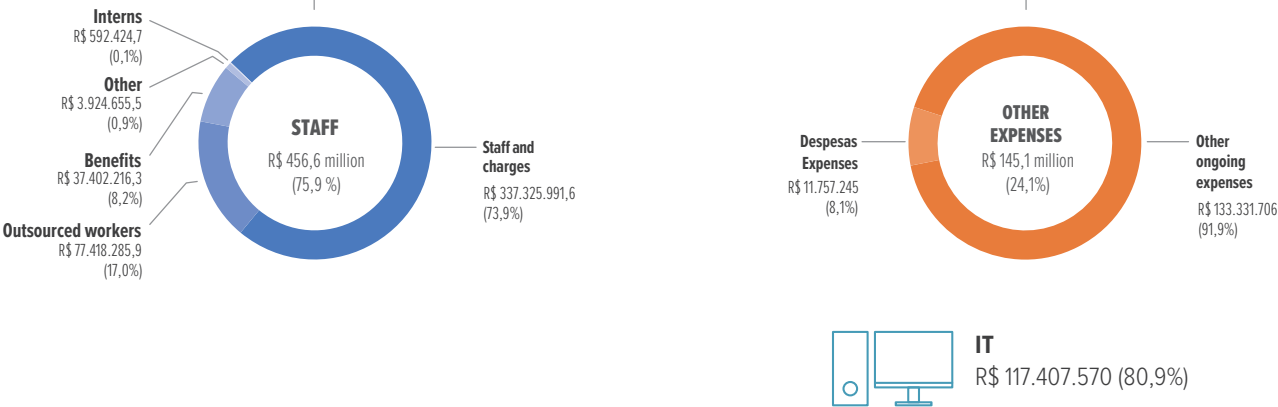 Interns
R$ 592.424,7
(0,1%)
Other
R$ 3.924.655,5
(0,9%)
Benefits
R$ 37.402.216,3
(8,2%)
Outsourced workers
R$ 77.418.285,9
(17,0%)
STAFF
R$ 456,6 million
(75,9 %)
Staff and
charges
R$ 337.325.991,6
(73,9%)
Despesas
Expenses
R$ 11.757.245
(8,1%)
OTHER
EXPENSES
R$ 145,1 million
(24,1%)
Other
ongoing
expenses
R$ 133.331.706
(91,9%)
IT
R$ 117.407.570 (80,9%)